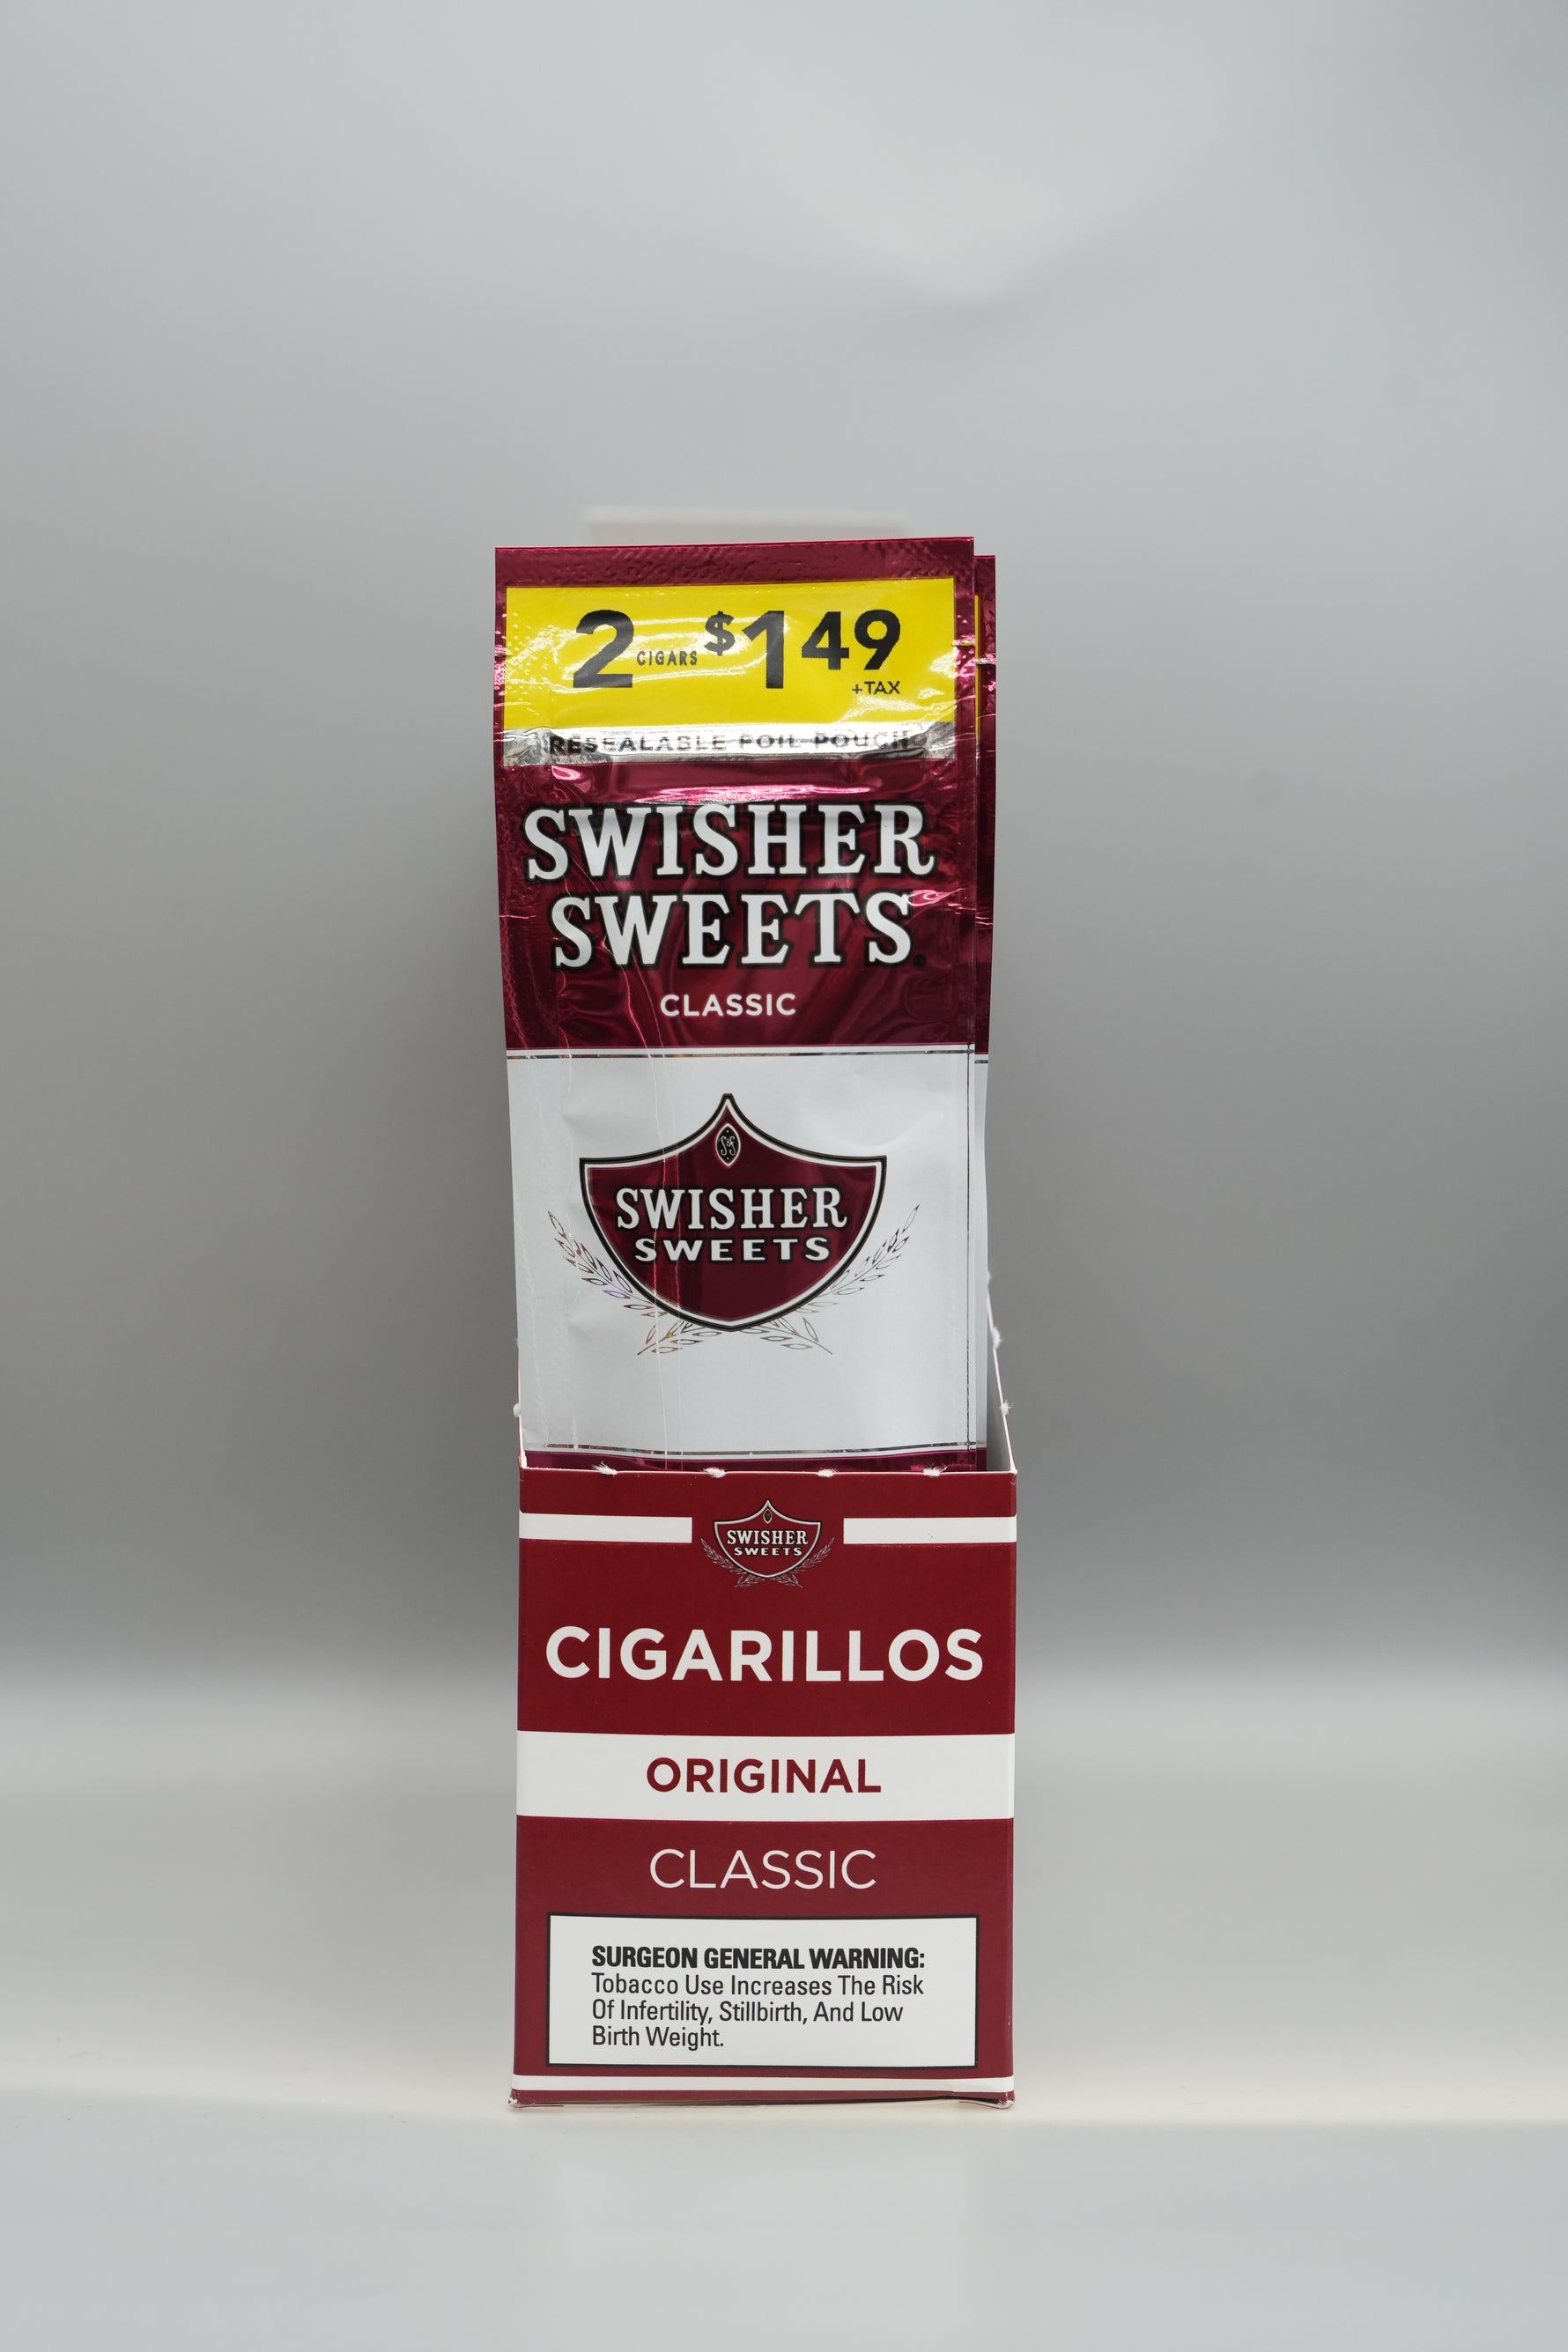 2 CIGARS $1 49
+TAX
RESEALABLE FOIL POUCH
SWISHER
SWEETS
CLASSIC
S&S
SWISHER
SWEETS
SWISHER
SWEETS
CIGARILLOS
ORIGINAL
CLASSIC
SURGEON GENERAL WARNING:
Tobacco Use Increases The Risk
Of Infertility, Stillbirth, And Low
Birth Weight.